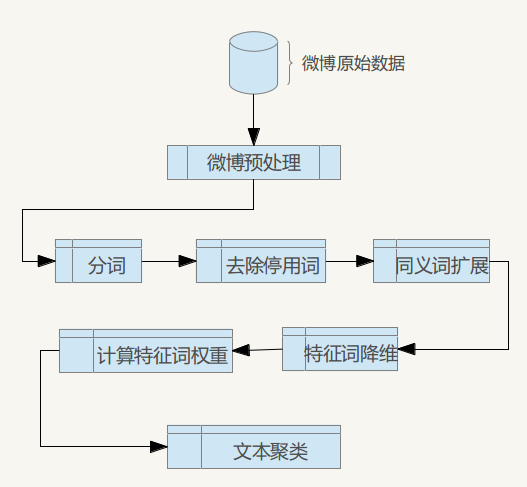 微博原始数据
微博预处理
分词
去除停用词
同义词扩展
特征词降维
计算特征词权重
文本聚类